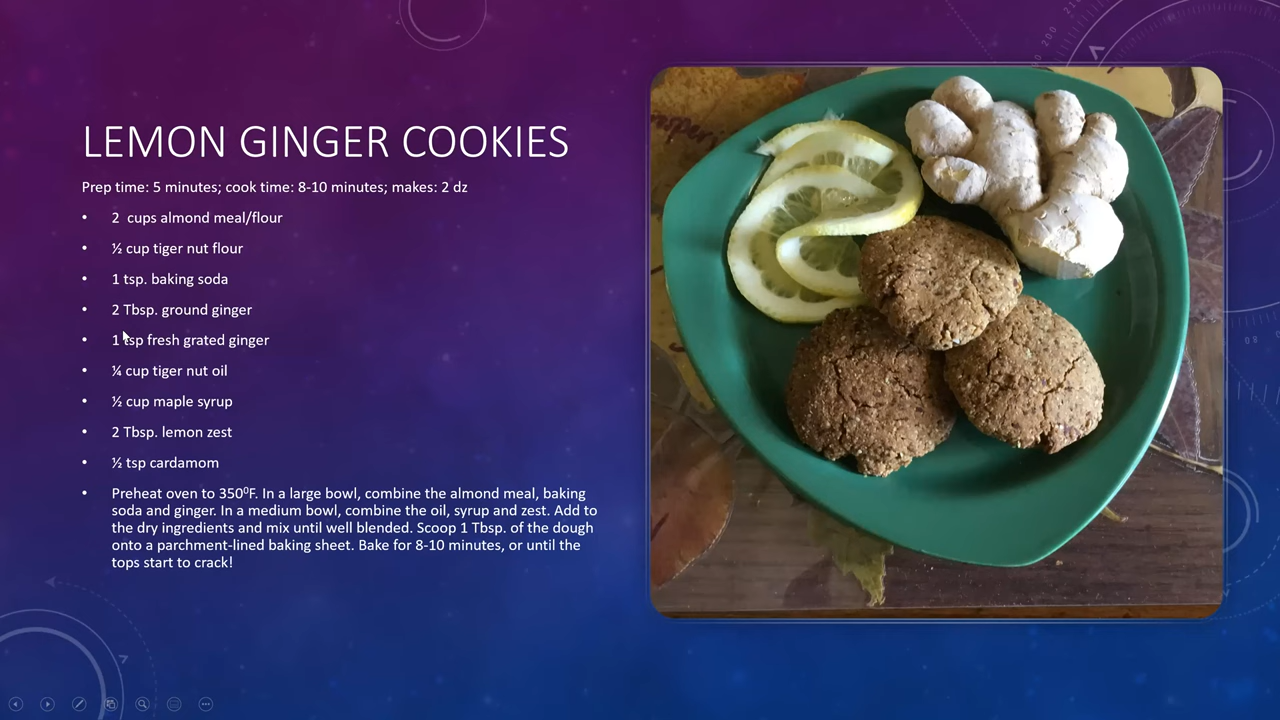 LEMON GINGER COOKIES
Prep time: 5 minutes; cook time: 8-10 minutes; makes: 2 dz
• 2 cups almond meal/flour
• ½ cup tiger nut flour
• 1 tsp. baking soda
• 2 Tbsp. ground ginger
• 1 tsp fresh grated ginger
• ¼ cup tiger nut oil
• ½ cup maple syrup
• 2 Tbsp. lemon zest
• ½ tsp cardamom
• Preheat oven to 350⁰F. In a large bowl, combine the almond meal, baking
soda and ginger. In a medium bowl, combine the oil, syrup and zest. Add to
the dry ingredients and mix until well blended. Scoop 1 Tbsp. of the dough
onto a parchment-lined baking sheet. Bake for 8-10 minutes, or until the
tops start to crack!
200